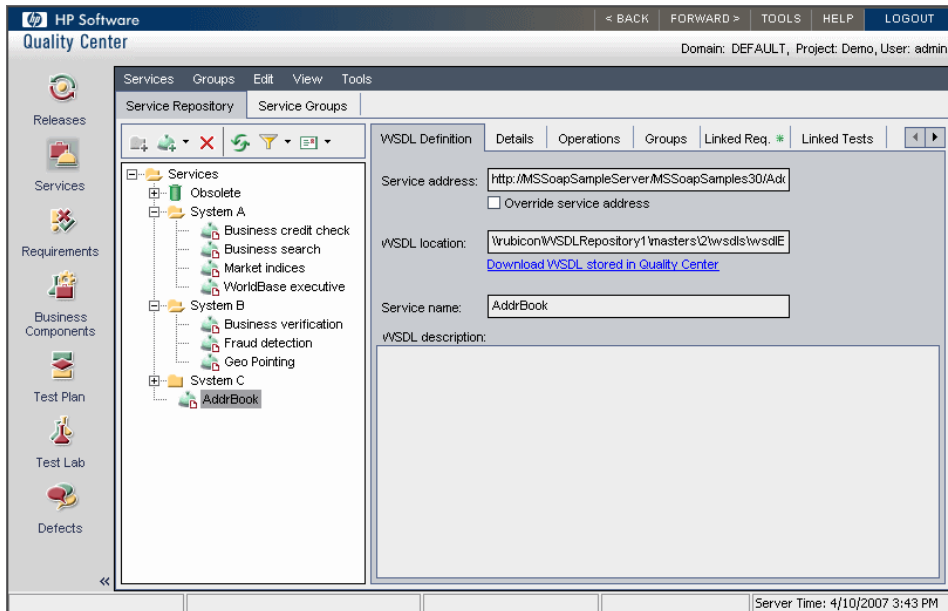 hp HP Software
< BACK FORWARD > TOOLS HELP LOGOUT
Quality Center
Domain: DEFAULT, Project: Demo, User: admin
Releases
Services
Requirements
Business
Components
Test Plan
Test Lab
Defects
«
Services Groups Edit View Tools
Service Repository Service Groups
Services
Obsolete
System A
Business credit check
Business search
Market indices
WorldBase executive
System B
Business verification
Fraud detection
Geo Pointing
System C
AddrBook
WSDL Definition Details Operations Groups Linked Req. * Linked Tests
Service address: http://MSSoapSampleServer/MSSoapSamples30/Adc
Override service address
WSDL location: \\rubicon\WSDLRepository1\masters\2\wsdls\wsdlE
Download WSDL stored in Quality Center
Service name: AddrBook
WSDL description:
Server Time: 4/10/2007 3:43 PM